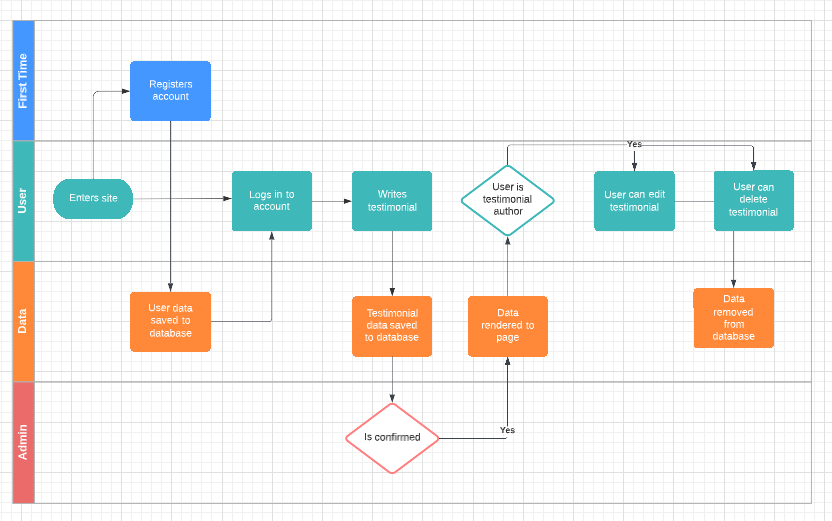 First Time
Registers
account
User
Enters site
Logs in to
account
Writes
testimonial
User is
testimonial
author
Yes
User can edit
testimonial
User can
delete
testimonial
Data
User data
saved to
database
Testimonial
data saved
to database
Data
rendered to
page
Data
removed
from
database
Admin
Is confirmed
Yes